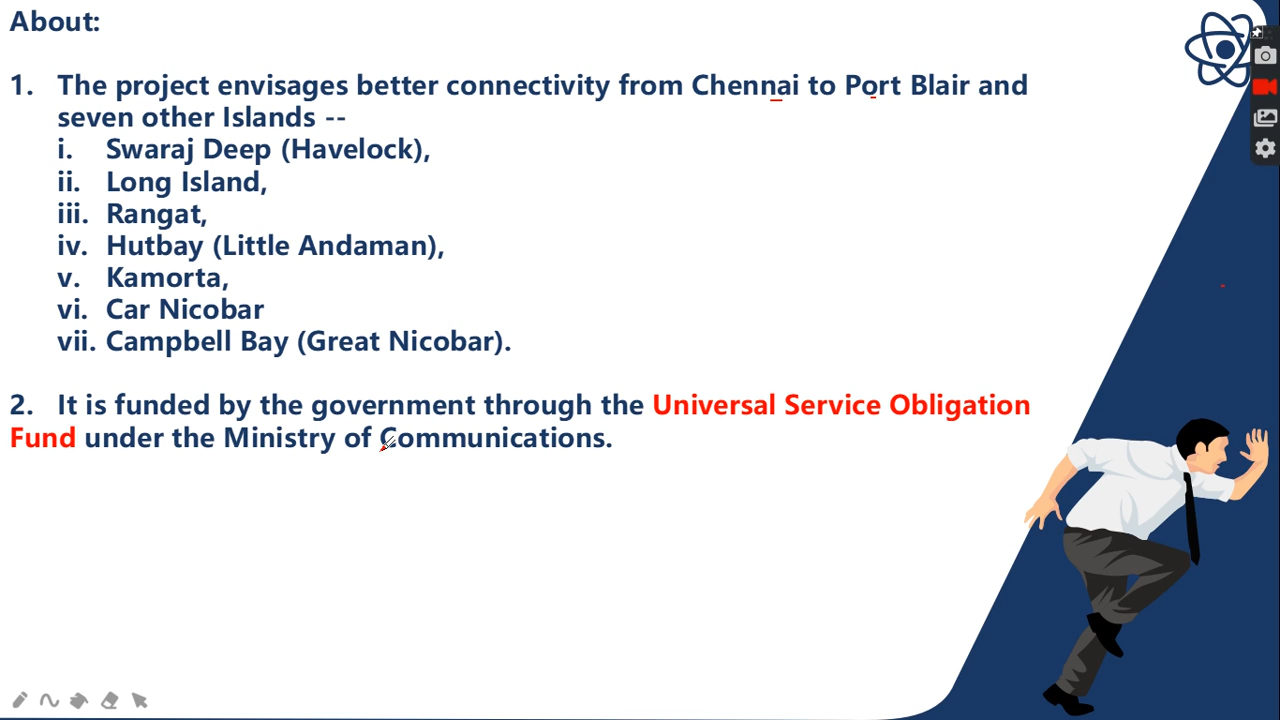 About:
1. The project envisages better connectivity from Chennai to Port Blair and
seven other Islands --
i. Swaraj Deep (Havelock),
ii. Long Island,
iii. Rangat,
iv. Hutbay (Little Andaman),
v. Kamorta,
vi. Car Nicobar
vii. Campbell Bay (Great Nicobar).
2. It is funded by the government through the Universal Service Obligation
Fund under the Ministry of Communications.